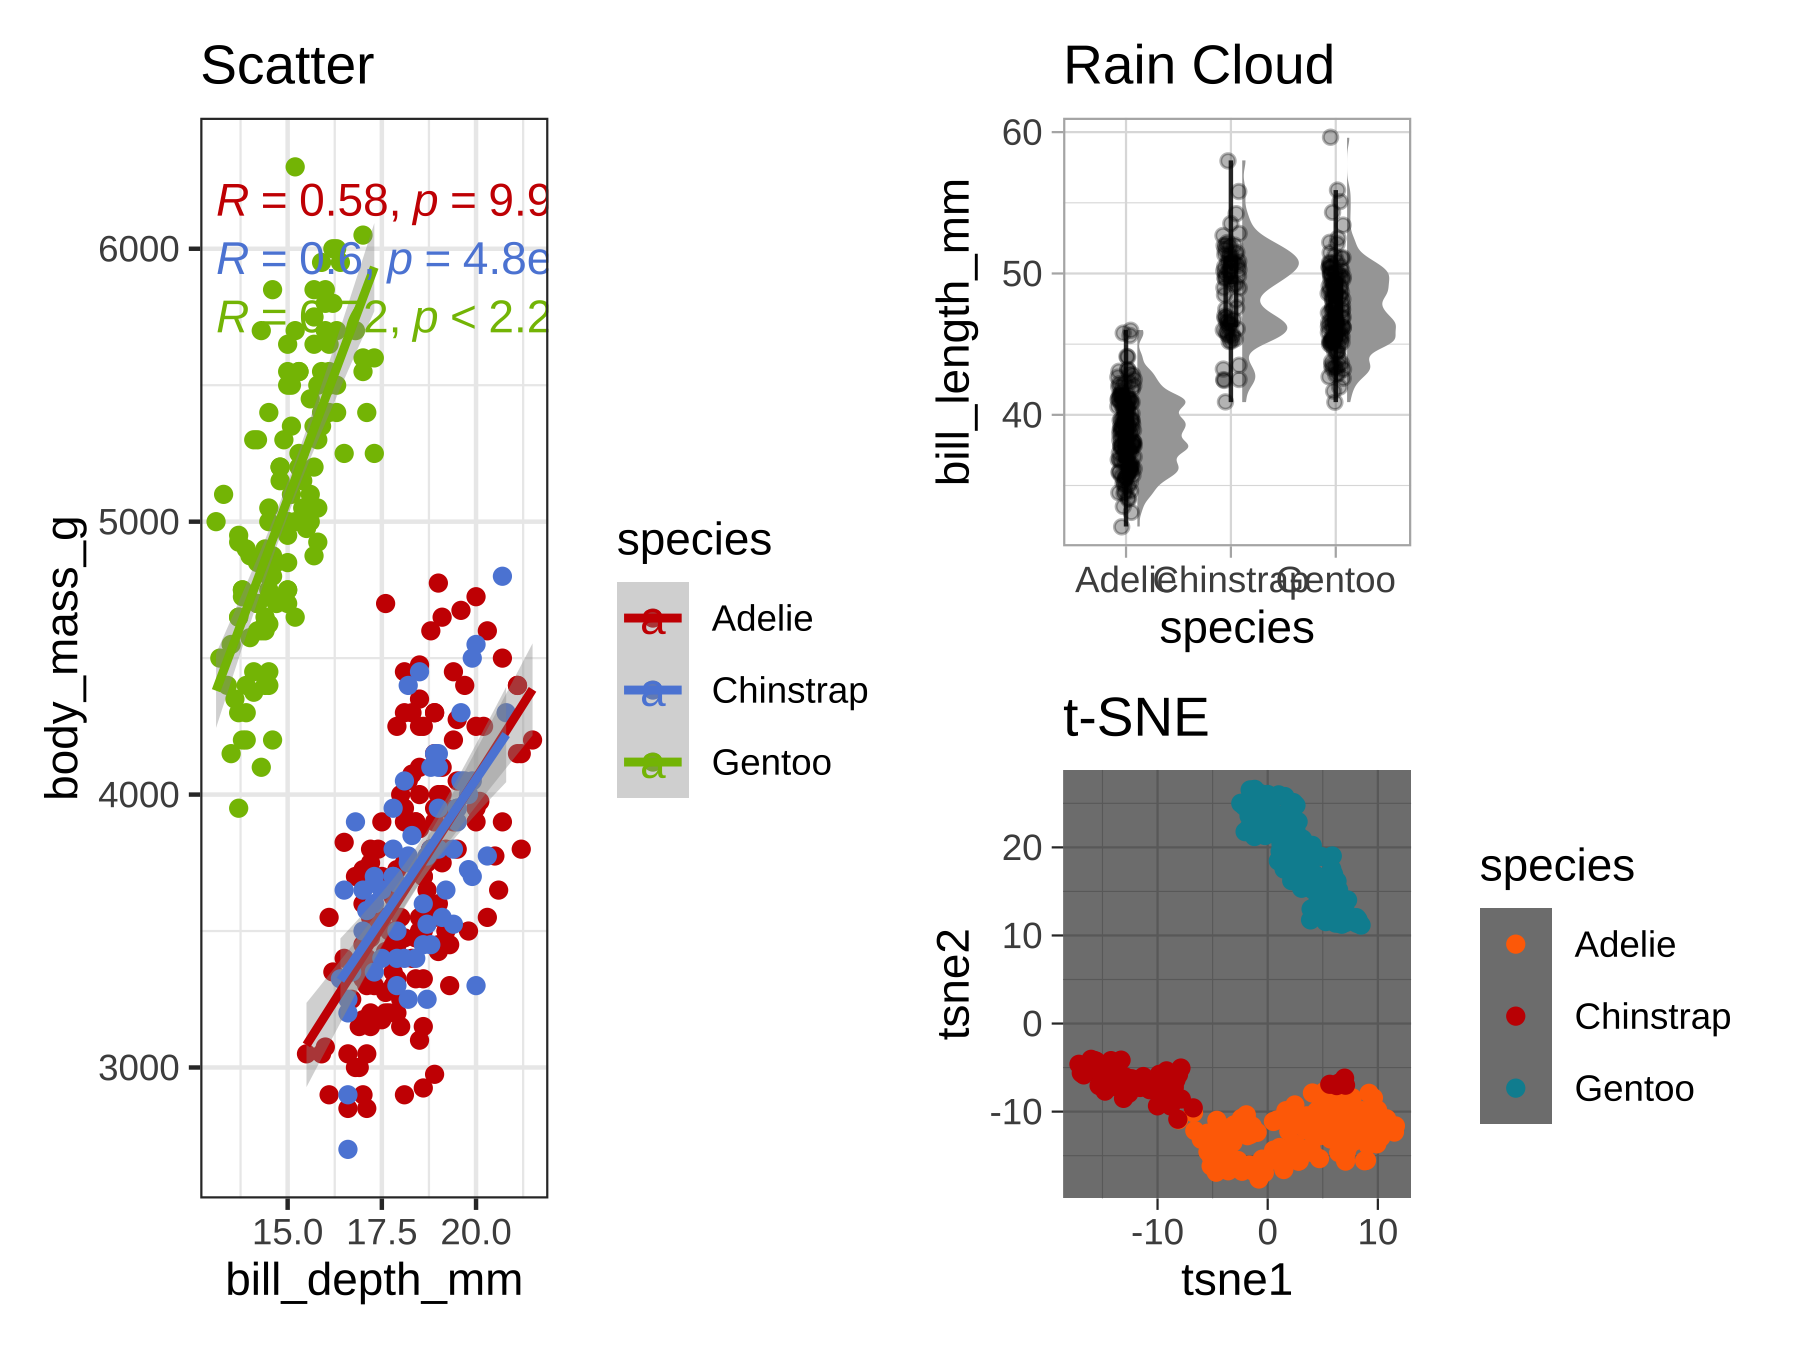 Scatter
R = 0.58, p = 9.9
R = 0.6, p = 4.8e
R = 0.72, p < 2.2
6000
5000
4000
3000
body_mass_g
15.0 17.5 20.0
bill_depth_mm
species
a Adelie
a Chinstrap
a Gentoo
Rain Cloud
60
50
40
bill_length_mm
Adelie Chinstrap Gentoo
species
t-SNE
20
10
0
-10
tsne2
-10 0 10
tsne1
species
Adelie
Chinstrap
Gentoo